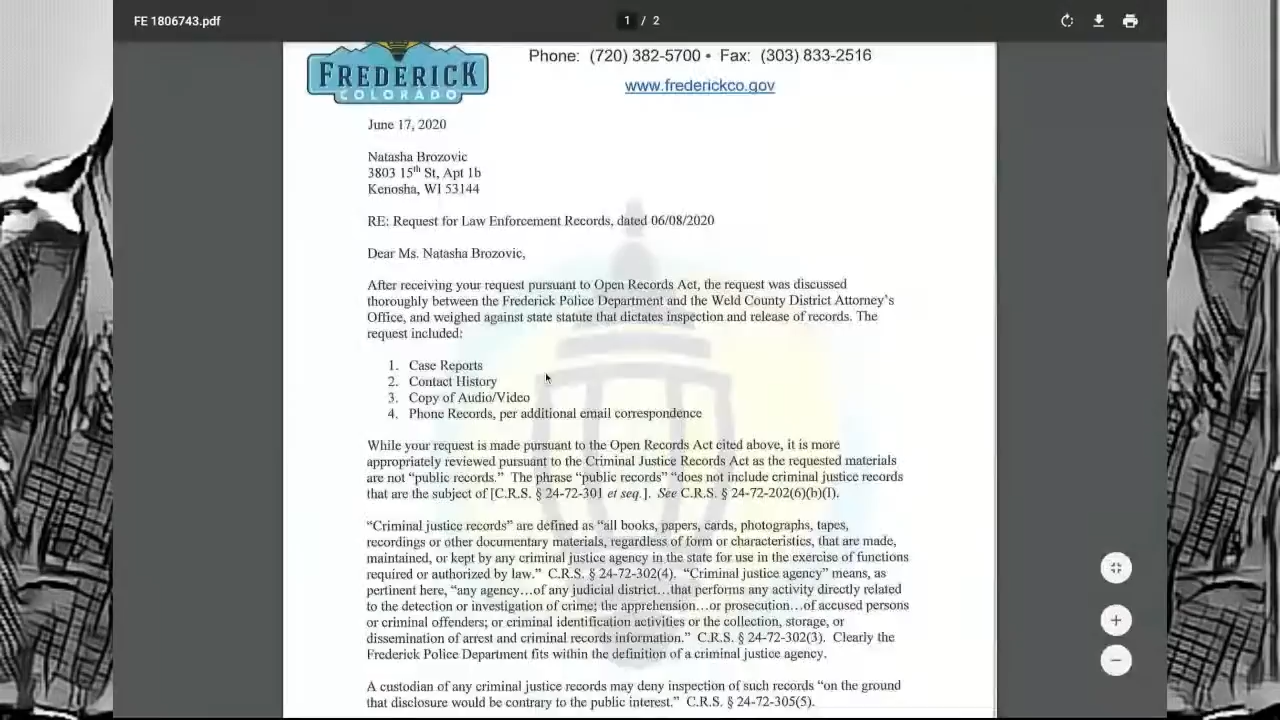 FE 1806743.pdf
1 / 2
FREDERICK
COLORADO
Phone: (720) 382-5700 • Fax: (303) 833-2516
www.frederickco.gov
June 17, 2020
Natasha Brozovic
3803 15th St, Apt 1b
Kenosha, WI 53144
RE: Request for Law Enforcement Records, dated 06/08/2020
Dear Ms. Natasha Brozovic,
After receiving your request pursuant to Open Records Act, the request was discussed
thoroughly between the Frederick Police Department and the Weld County District Attorney's
Office, and weighed against state statute that dictates inspection and release of records. The
request included:
1. Case Reports
2. Contact History
3. Copy of Audio/Video
4. Phone Records, per additional email correspondence
While your request is made pursuant to the Open Records Act cited above, it is more
appropriately reviewed pursuant to the Criminal Justice Records Act as the requested materials
are not "public records." The phrase "public records" "does not include criminal justice records
that are the subject of [C.R.S. § 24-72-301 et seq.]. See C.R.S. § 24-72-202(6)(b)(I).
"Criminal justice records" are defined as "all books, papers, cards, photographs, tapes,
recordings or other documentary materials, regardless of form or characteristics, that are made,
maintained, or kept by any criminal justice agency in the state for use in the exercise of functions
required or authorized by law." C.R.S. § 24-72-302(4). "Criminal justice agency" means, as
pertinent here, "any agency…of any judicial district…that performs any activity directly related
to the detection or investigation of crime; the apprehension…or prosecution…of accused persons
or criminal offenders; or criminal identification activities or the collection, storage, or
dissemination of arrest and criminal records information." C.R.S. § 24-72-302(3). Clearly the
Frederick Police Department fits within the definition of a criminal justice agency.
A custodian of any criminal justice records may deny inspection of such records "on the ground
that disclosure would be contrary to the public interest." C.R.S. § 24-72-305(5).